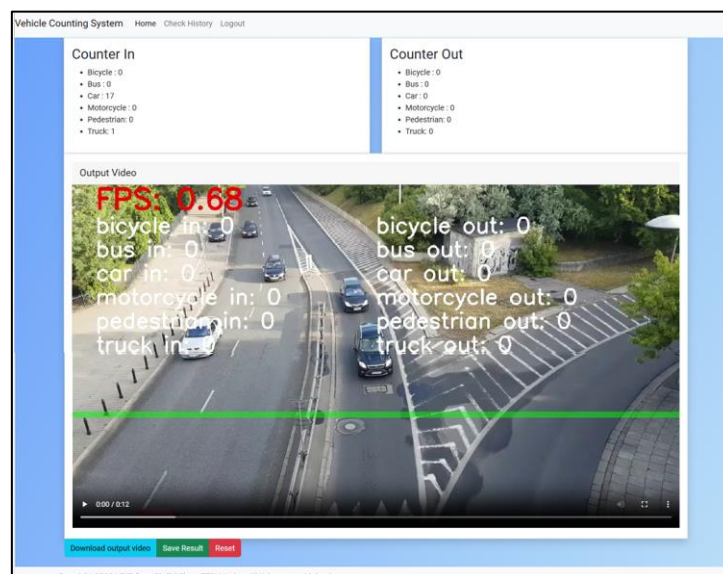 Vehicle Counting System Home Check History Logout
Counter In
• Bicycle : 0
• Bus : 0
• Car : 17
• Motorcycle : 0
• Pedestrian: 0
• Truck: 1
Counter Out
• Bicycle: 0
• Bus : 0
• Car : 0
• Motorcycle : 0
• Pedestrian: 0
• Truck: 0
Output Video
FPS: 0.68
bicycle in: 0
bus in: 0
car in: 0
motorcycle in: 0
pedestrian in: 0
truck in: 0
bicycle out: 0
bus out: 0
car out: 0
motorcycle out: 0
pedestrian out: 0
truck out: 0
0:00 / 0:12
Download output video Save Result Reset